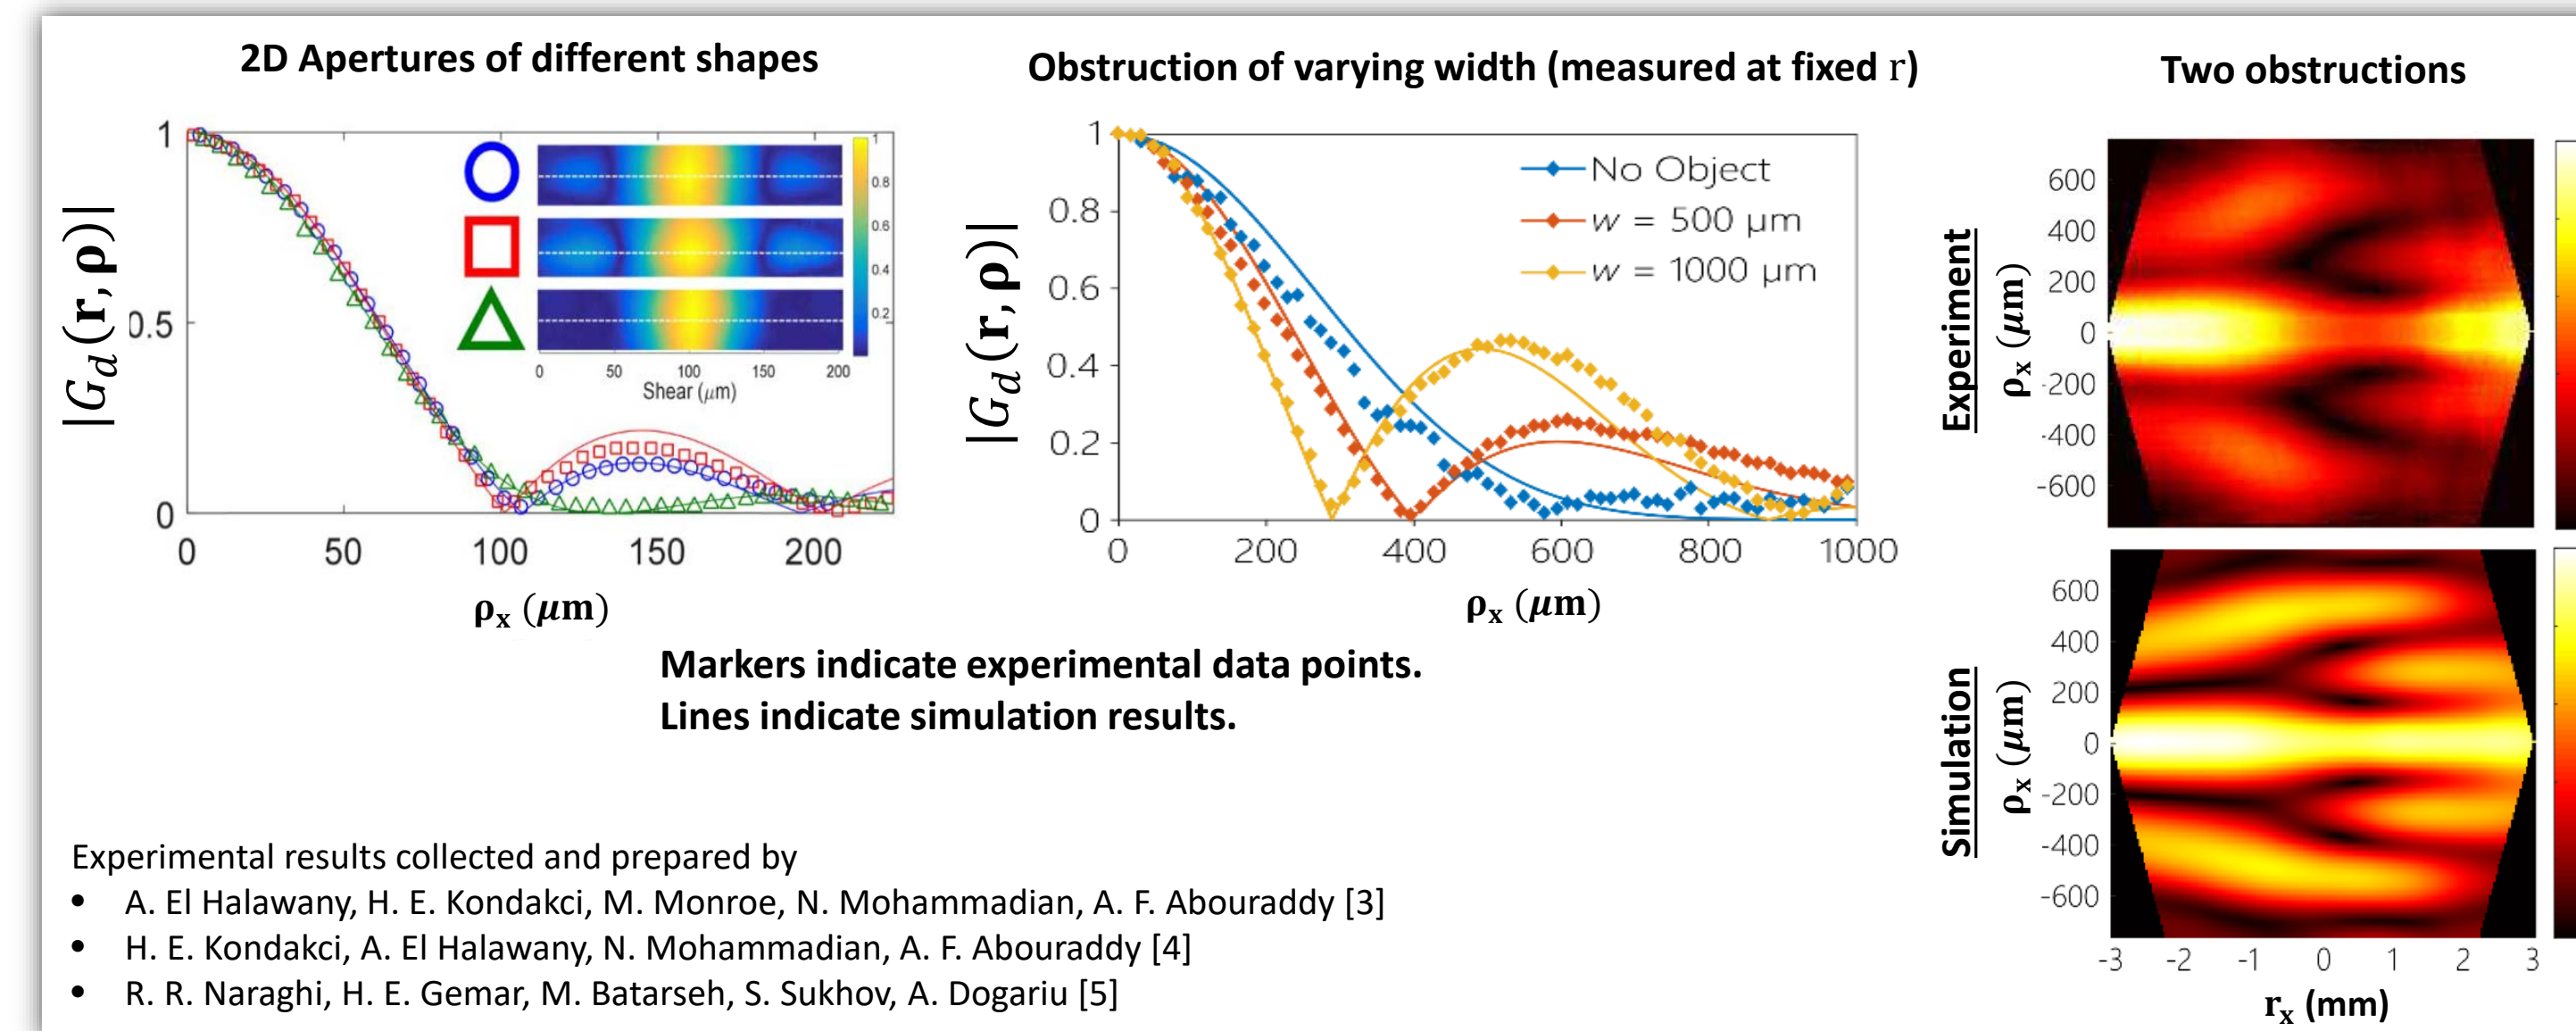 2D Apertures of different shapes
|G_d(r, ρ)|
1
0.5
0
0 50 100 150 200
ρx (μm)
0 50 100 150 200
Shear (μm)
1
0.8
0.6
0.4
0.2
Obstruction of varying width (measured at fixed r)
|G_d(r, ρ)|
1
0.8
0.6
0.4
0.2
0
0 200 400 600 800 1000
ρx (μm)
No Object
w = 500 μm
w = 1000 μm
Markers indicate experimental data points.
Lines indicate simulation results.
Two obstructions
Experiment
ρx (μm)
600
400
200
0
-200
-400
-600
Simulation
ρx (μm)
600
400
200
0
-200
-400
-600
-3 -2 -1 0 1 2 3
rx (mm)
Experimental results collected and prepared by
• A. El Halawany, H. E. Kondakci, M. Monroe, N. Mohammadian, A. F. Abouraddy [3]
• H. E. Kondakci, A. El Halawany, N. Mohammadian, A. F. Abouraddy [4]
• R. R. Naraghi, H. E. Gemar, M. Batarseh, S. Sukhov, A. Dogariu [5]